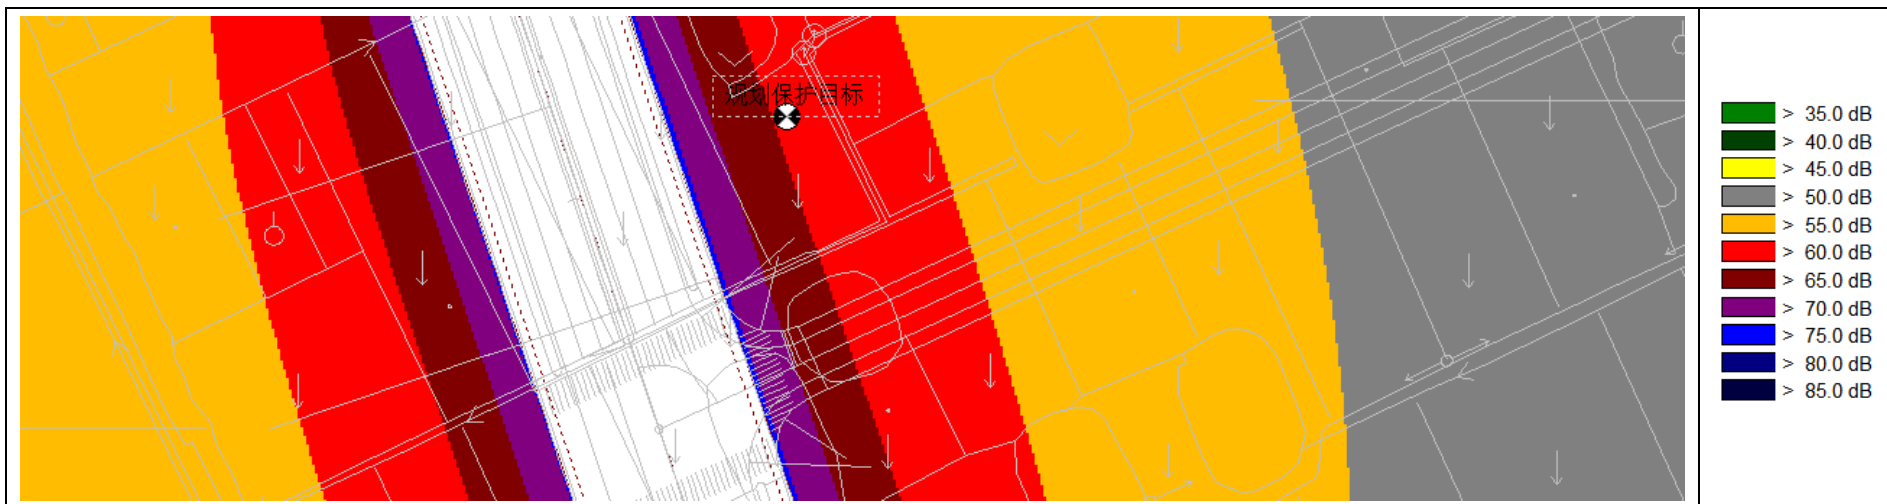 规划保护目标
> 35.0 dB
> 40.0 dB
> 45.0 dB
> 50.0 dB
> 55.0 dB
> 60.0 dB
> 65.0 dB
> 70.0 dB
> 75.0 dB
> 80.0 dB
> 85.0 dB